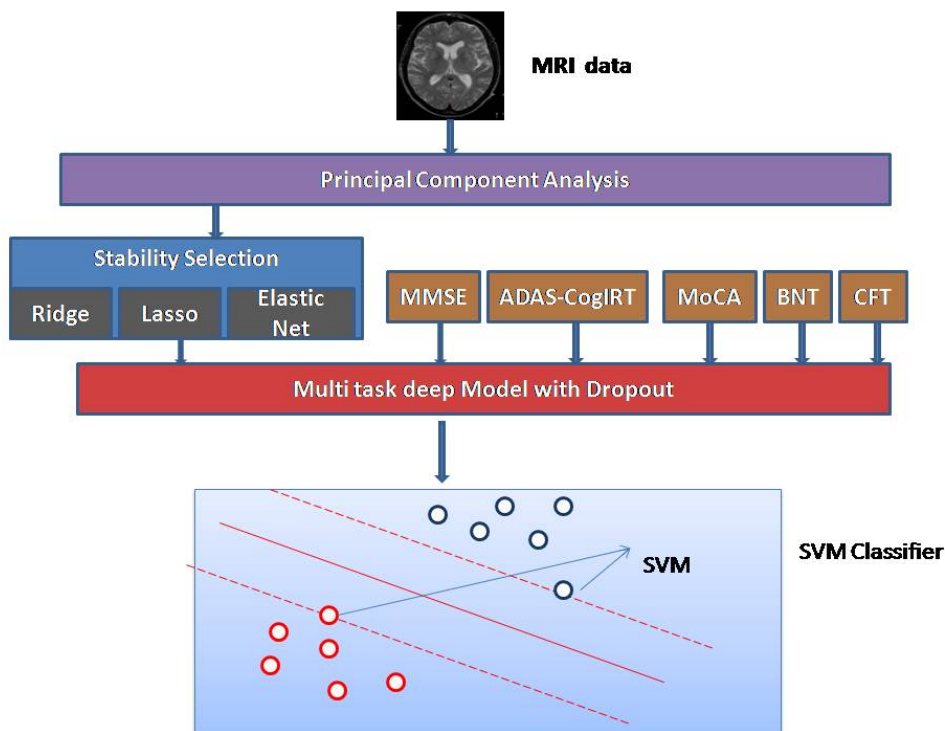 MRI data
Principal Component Analysis
Stability Selection
Ridge
Lasso
Elastic
Net
MMSE
ADAS-CogIRT
MoCA
BNT
CFT
Multi task deep Model with Dropout
SVM
SVM Classifier